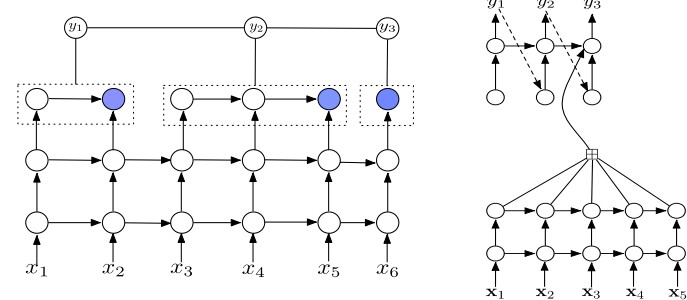 y₁ y₂ y₃
x₁ x₂ x₃ x₄ x₅ x₆
y₁ y₂ y₃
x₁ x₂ x₃ x₄ x₅